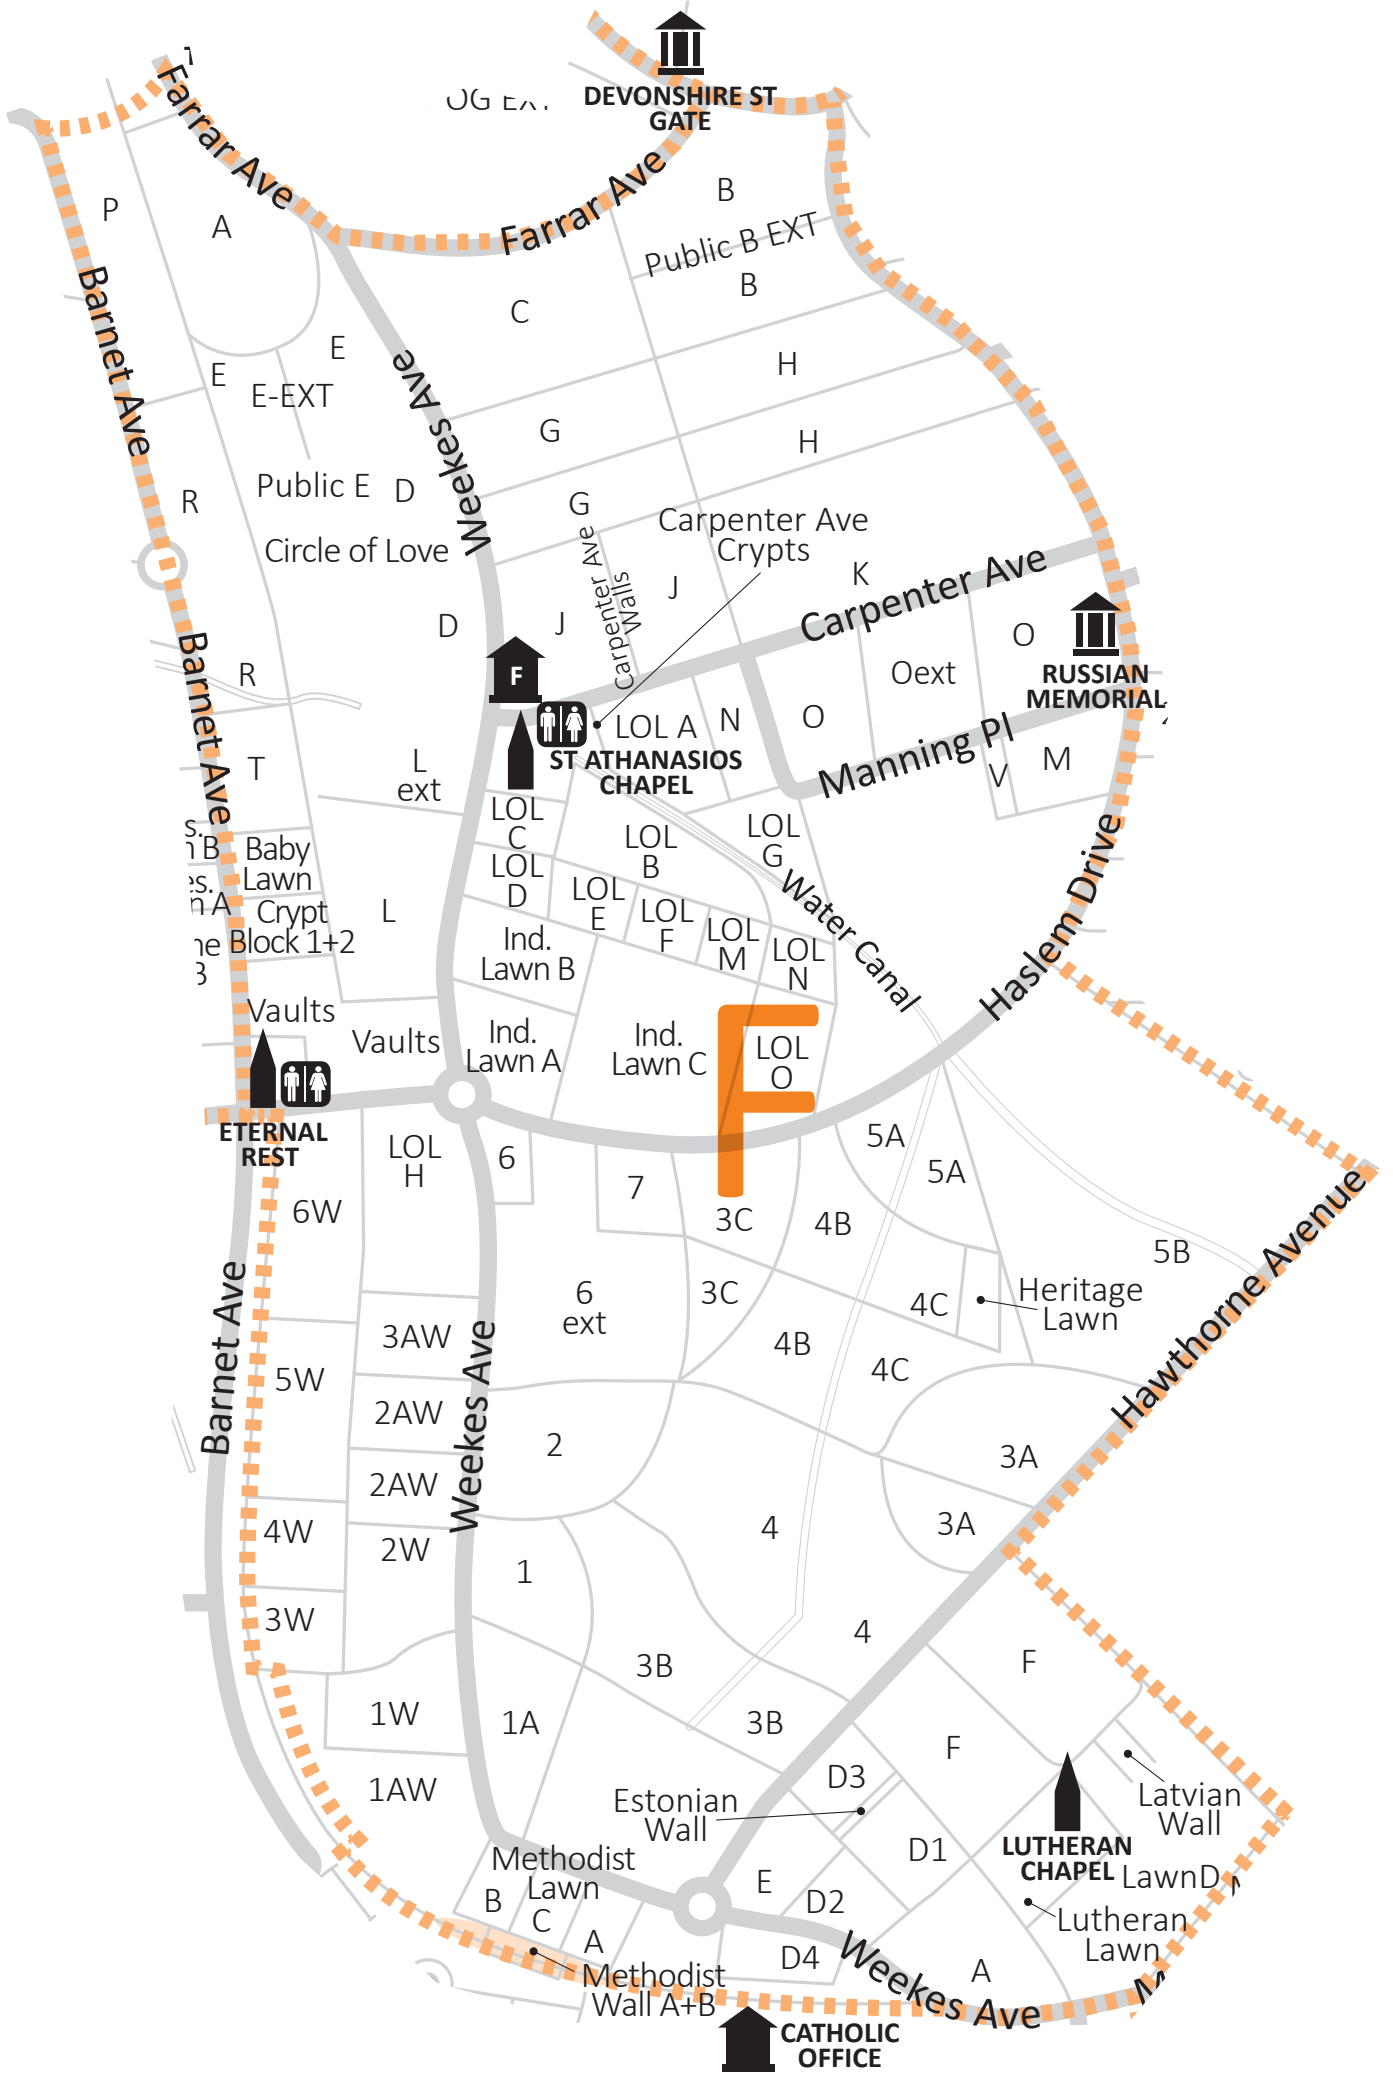 DEVONSHIRE ST
GATE
Farrar Ave
Farrar Ave
P
A
B
Public B EXT
B
Barnet Ave
C
E
E
E-EXT
Weekes Ave
H
G
H
R
Public E
D
G
Circle of Love
Carpenter Ave
Crypts
Carpenter Ave
Walls
J
J
K
Carpenter Ave
D
F
O
Oext
RUSSIAN
MEMORIAL
R
Barnet Ave
LOL A
N
O
ST ATHANASIOS
CHAPEL
Manning Pl
V
M
T
L
ext
LOL
C
LOL
B
LOL
G
Baby
Lawn
LOL
D
LOL
E
LOL
F
LOL
M
LOL
N
Water Canal
Haslem Drive
Crypt
Block 1+2
L
Ind.
Lawn B
Vaults
Vaults
Ind.
Lawn A
Ind.
Lawn C
LOL
O
F
ETERNAL
REST
LOL
H
6
7
5A
5A
6W
3C
4B
5B
Hawthorne Avenue
Barnet Ave
6
ext
3C
4C
Heritage
Lawn
3AW
4B
4C
5W
Weekes Ave
2AW
2
3A
2AW
4
3A
4W
2W
1
3W
4
3B
F
1W
1A
3B
F
D3
1AW
Estonian
Wall
Latvian
Wall
D1
LUTHERAN
CHAPEL
LawnD
Methodist
Lawn
B
C
A
E
D2
Lutheran
Lawn
D4
Weekes Ave
A
Methodist
Wall A+B
CATHOLIC
OFFICE